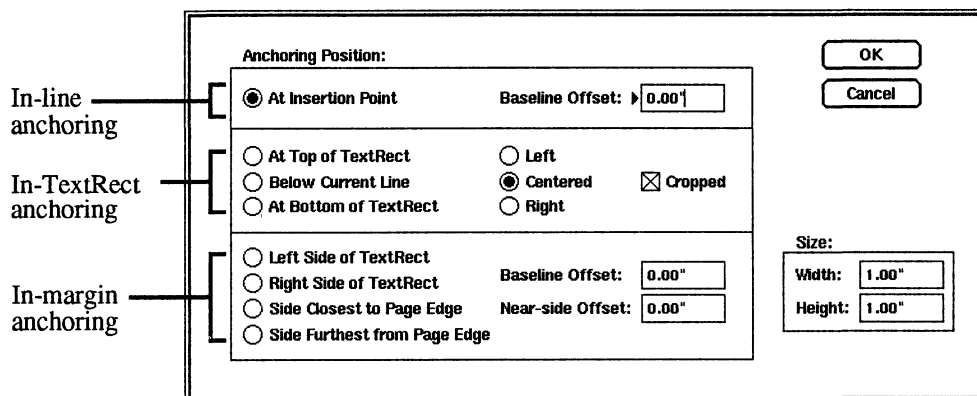 Anchoring Position:
OK
Cancel
In-line
anchoring
At Insertion Point
Baseline Offset:
0.00"
In-TextRect
anchoring
At Top of TextRect
Below Current Line
At Bottom of TextRect
Left
Centered
Right
Cropped
In-margin
anchoring
Left Side of TextRect
Right Side of TextRect
Side Closest to Page Edge
Side Furthest from Page Edge
Baseline Offset: 0.00"
Near-side Offset: 0.00"
Size:
Width: 1.00"
Height: 1.00"